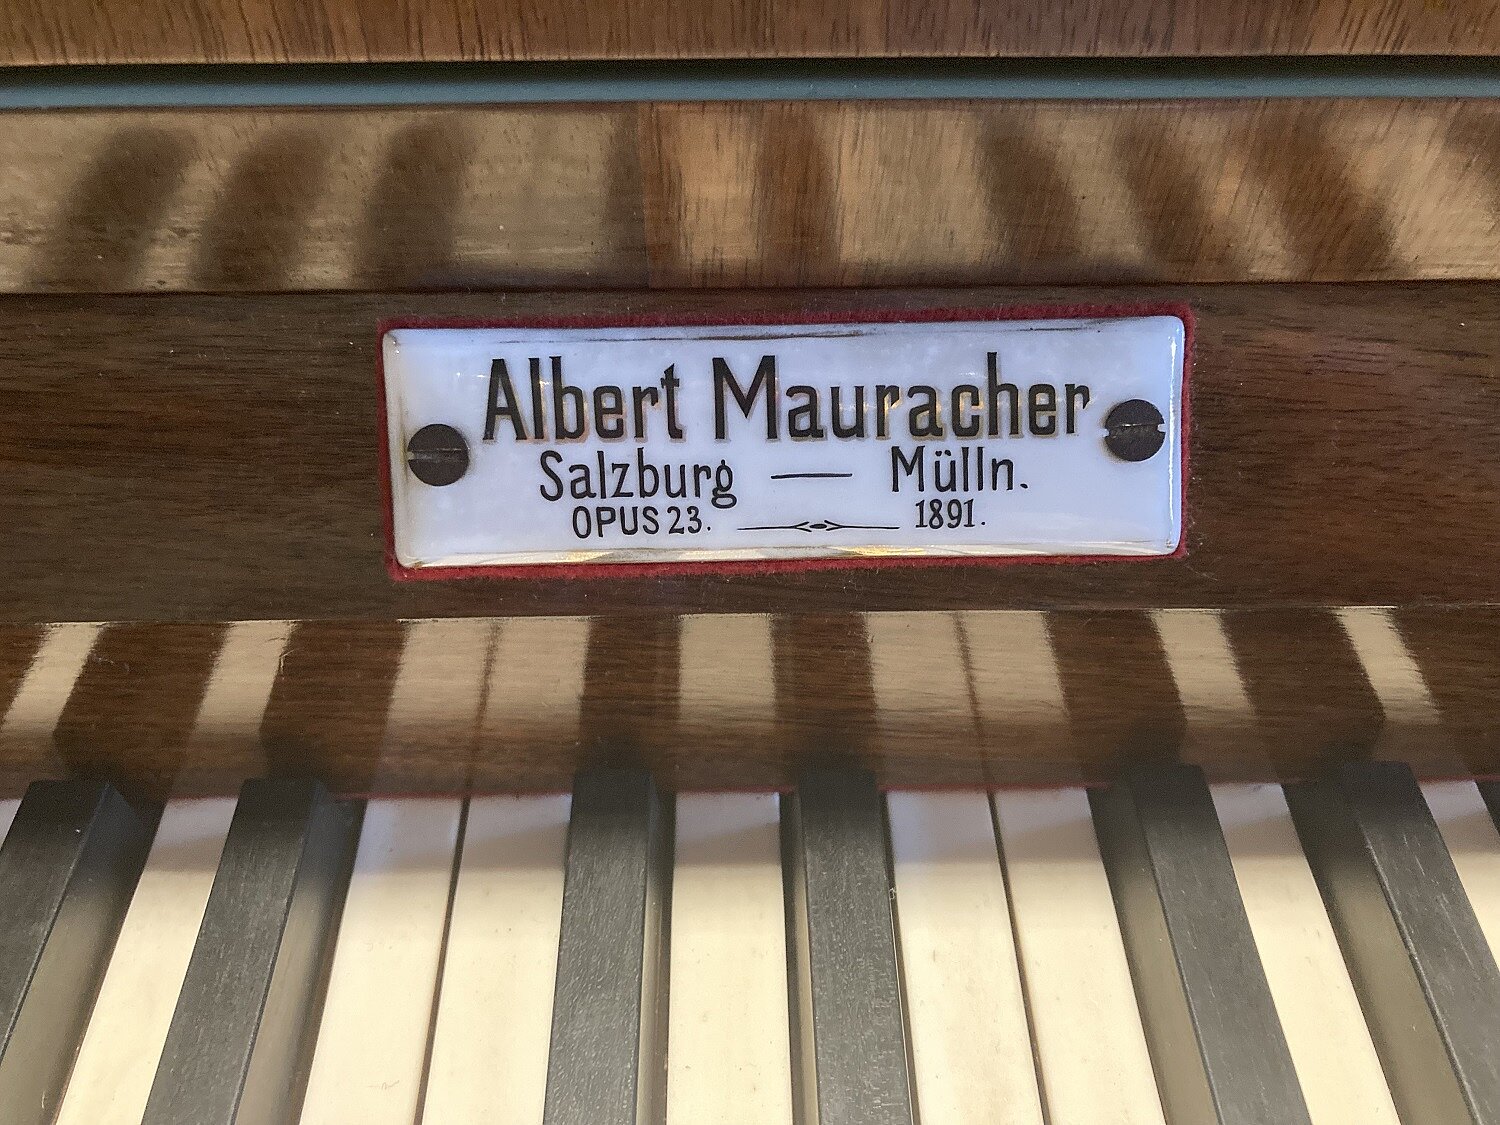 Albert Mauracher
Salzburg — Mülln.
OPUS 23. 1891.